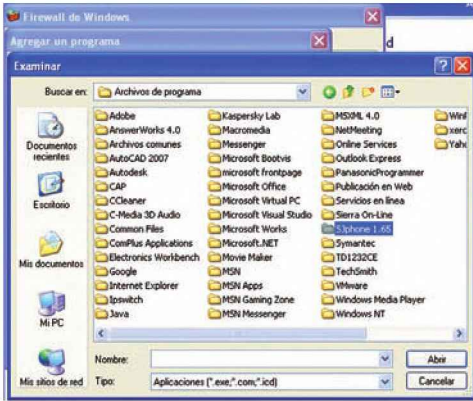 Firewall de Windows
Agregar un programa
d
Examinar
Buscar en: Archivos de programa
Documentos recientes
Escritorio
Mis documentos
Mi PC
Mis sitios de red
Adobe
AnswerWorks 4.0
Archivos comunes
AutoCAD 2007
Autodesk
CAP
CCleaner
C-Media 3D Audio
Common Files
ComPlus Applications
Electronics Workbench
Google
Internet Explorer
Ipswitch
Java
Kaspersky Lab
Macromedia
Messenger
Microsoft Bootvis
microsoft frontpage
Microsoft Office
Microsoft Virtual PC
Microsoft Visual Studio
Microsoft Works
Microsoft.NET
Movie Maker
MSN
MSN Apps
MSN Gaming Zone
MSN Messenger
MSXML 4.0
NetMeeting
Online Services
Outlook Express
PanasonicProgrammer
Publicación en Web
Servicios en línea
Sierra On-Line
SJphone 1.65
Symantec
TD1232CE
TechSmith
VMware
Windows Media Player
Windows NT
xerc
Yaho
Nombre:
Abrir
Tipo: Aplicaciones (*.exe;*.com;*.icd)
Cancelar